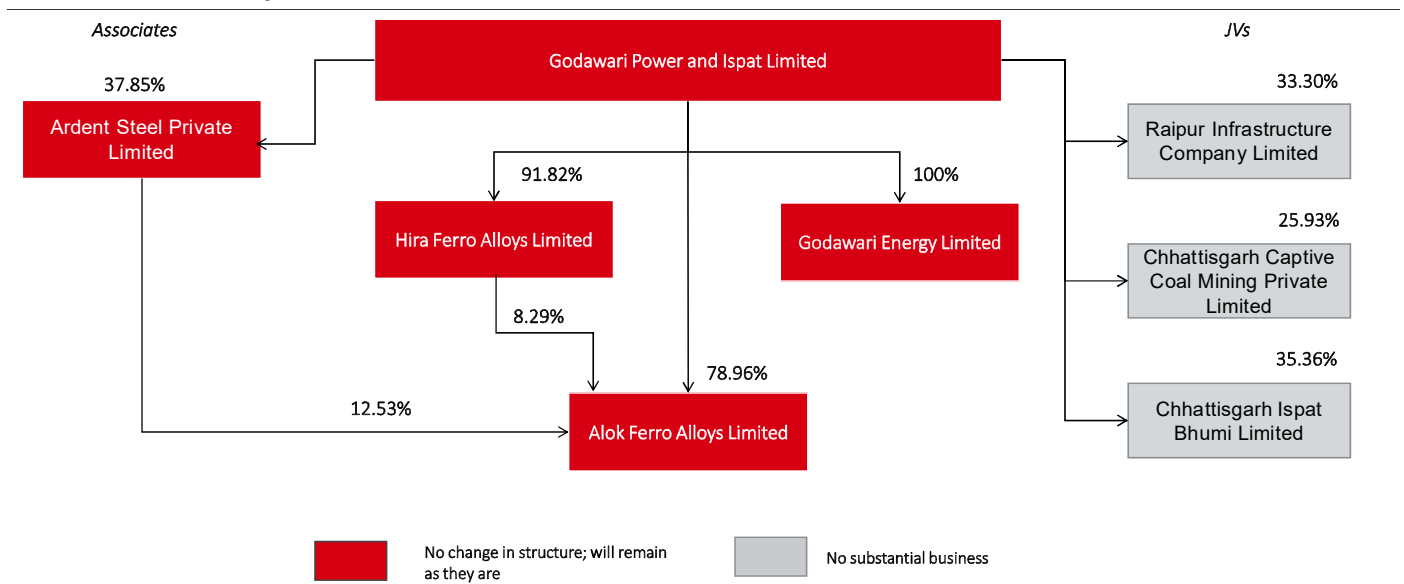 Associates
JVs
Godawari Power and Ispat Limited
37.85%
33.30%
Ardent Steel Private
Limited
Raipur Infrastructure
Company Limited
91.82%
100%
Hira Ferro Alloys Limited
Godawari Energy Limited
25.93%
Chhattisgarh Captive
Coal Mining Private
Limited
8.29%
35.36%
78.96%
12.53%
Alok Ferro Alloys Limited
Chhattisgarh Ispat
Bhumi Limited
No change in structure; will remain
as they are
No substantial business